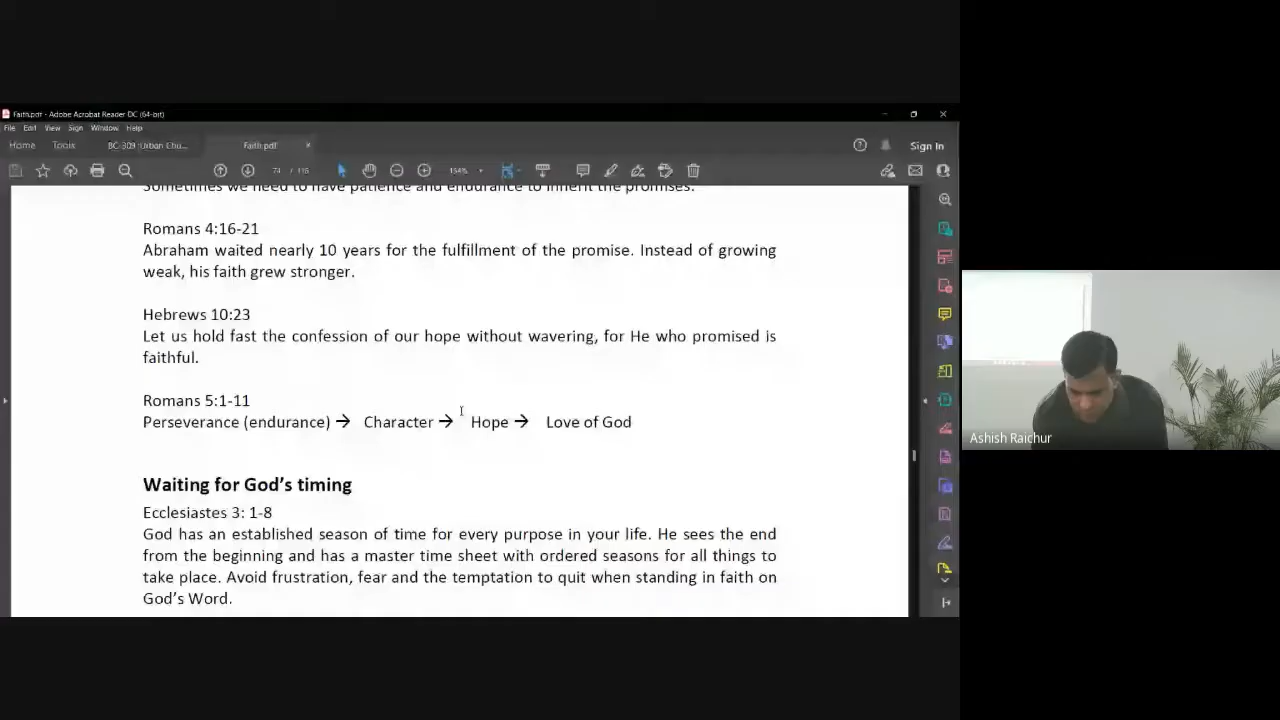 Faith.pdf - Adobe Acrobat Reader DC (64-bit)
File Edit View Sign Window Help
Home Tools BC 309 Urban Chu... Faith.pdf × Sign In
74 / 116 154%
Sometimes we need to have patience and endurance to inherit the promises.
Romans 4:16-21
Abraham waited nearly 10 years for the fulfillment of the promise. Instead of growing
weak, his faith grew stronger.
Hebrews 10:23
Let us hold fast the confession of our hope without wavering, for He who promised is
faithful.
Romans 5:1-11
Perseverance (endurance) → Character → Hope → Love of God
Waiting for God's timing
Ecclesiastes 3: 1-8
God has an established season of time for every purpose in your life. He sees the end
from the beginning and has a master time sheet with ordered seasons for all things to
take place. Avoid frustration, fear and the temptation to quit when standing in faith on
God's Word.
Ashish Raichur